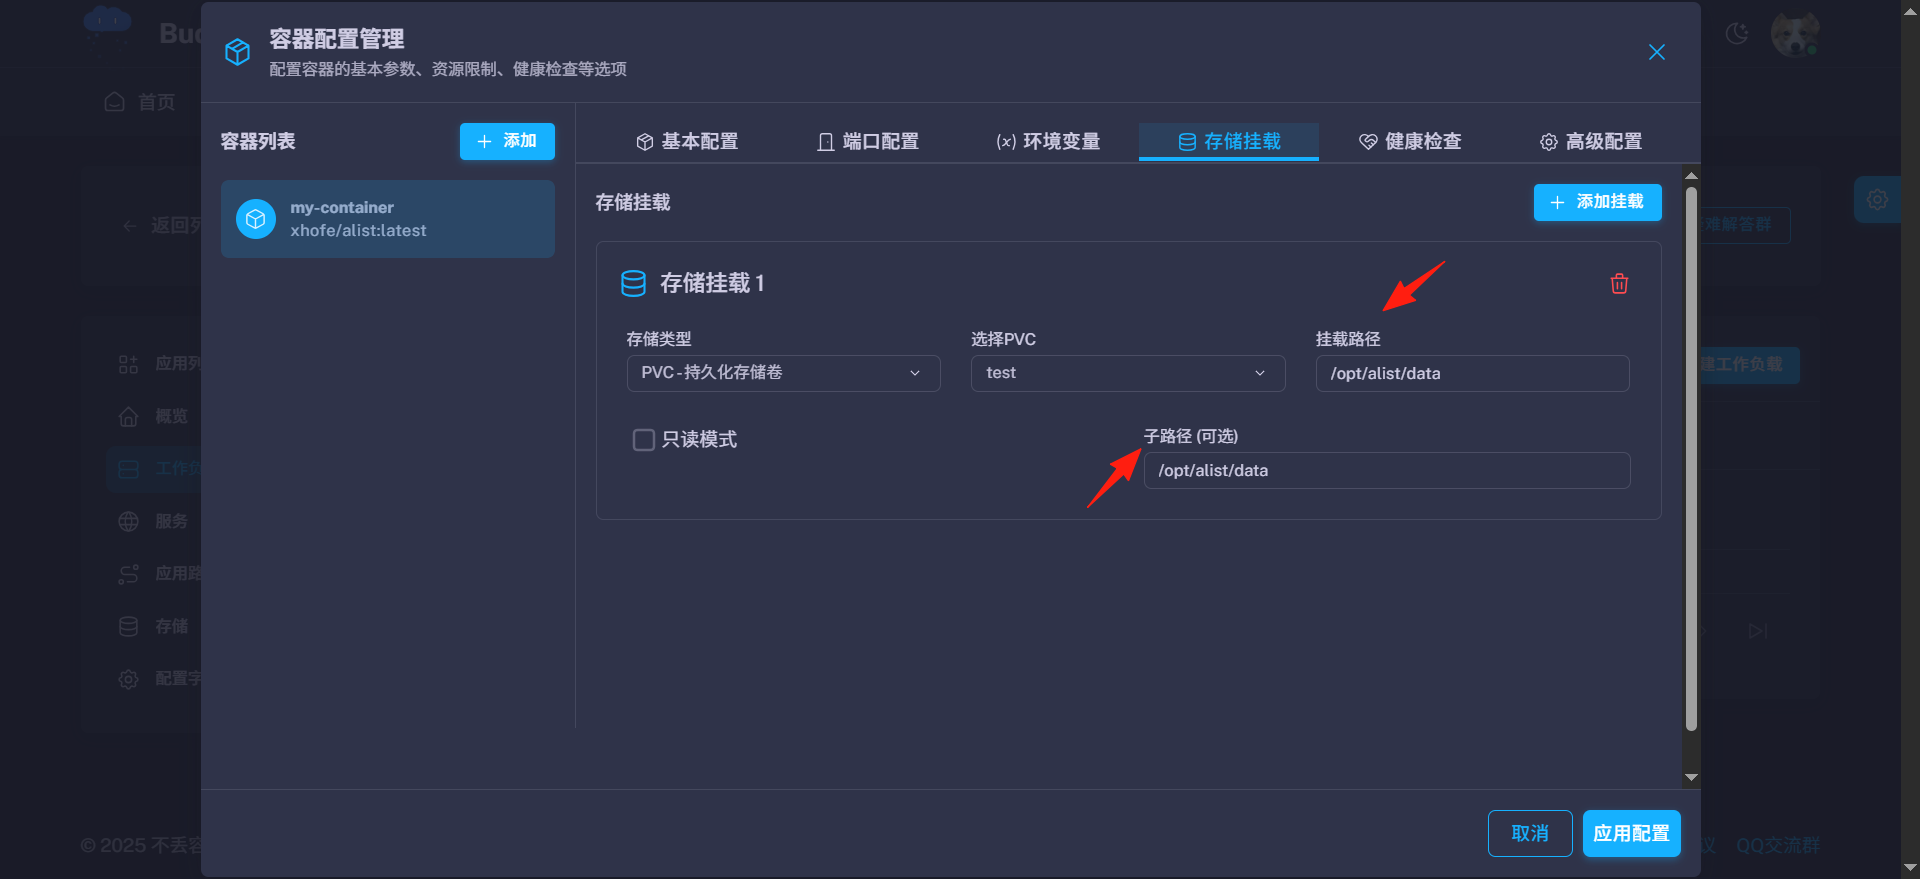 容器配置管理
配置容器的基本参数、资源限制、健康检查等选项
首页
容器列表
添加
基本配置
端口配置
(x) 环境变量
存储挂载
健康检查
高级配置
my-container
xhofe/alist:latest
存储挂载
添加挂载
返回列
难解答群
存储挂载 1
存储类型
选择PVC
挂载路径
PVC - 持久化存储卷
test
/opt/alist/data
应用列
建工作负载
概览
只读模式
子路径 (可选)
/opt/alist/data
工作负
服务
应用路
存储
配置字
取消
应用配置
© 2025 不丢容
议
QQ交流群